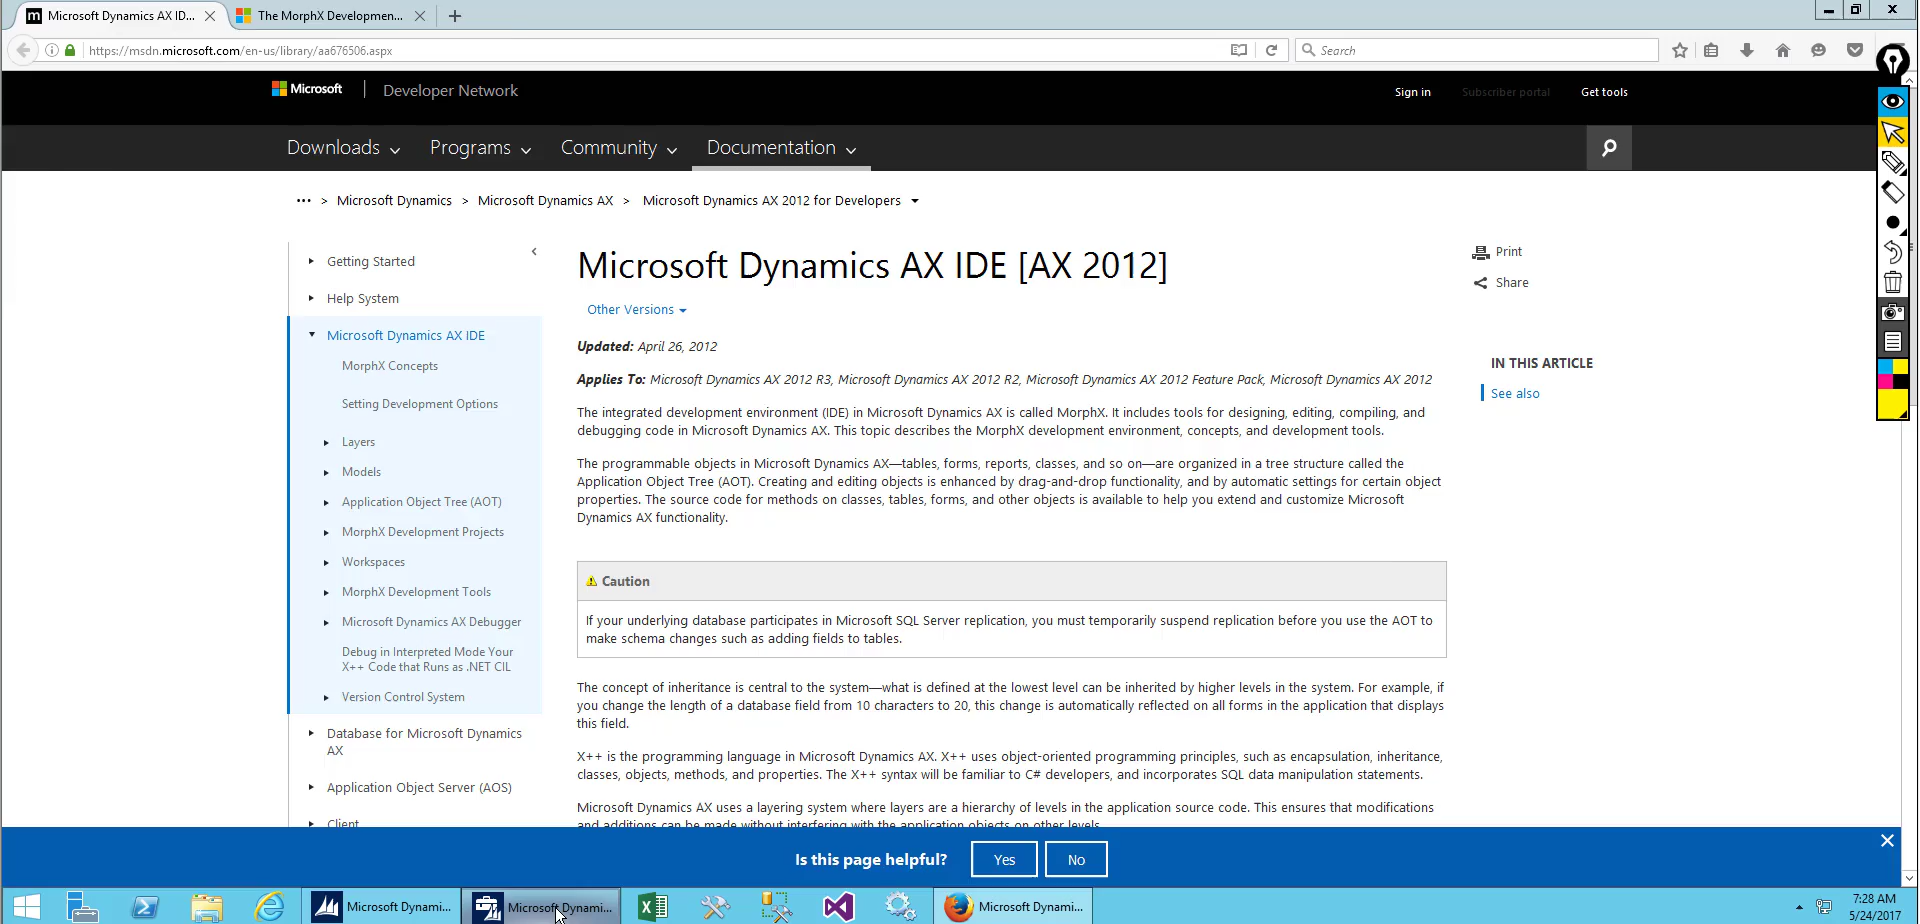 Microsoft Dynamics AX ID...
The MorphX Developmen...
https://msdn.microsoft.com/en-us/library/aa676506.aspx
Search
Microsoft
Developer Network
Sign in
Subscriber portal
Get tools
Downloads
Programs
Community
Documentation
... > Microsoft Dynamics > Microsoft Dynamics AX > Microsoft Dynamics AX 2012 for Developers
Getting Started
Help System
Microsoft Dynamics AX IDE
MorphX Concepts
Setting Development Options
Layers
Models
Application Object Tree (AOT)
MorphX Development Projects
Workspaces
MorphX Development Tools
Microsoft Dynamics AX Debugger
Debug in Interpreted Mode Your
X++ Code that Runs as .NET CIL
Version Control System
Database for Microsoft Dynamics
AX
Application Object Server (AOS)
Client
Microsoft Dynamics AX IDE [AX 2012]
Other Versions
Updated: April 26, 2012
Applies To: Microsoft Dynamics AX 2012 R3, Microsoft Dynamics AX 2012 R2, Microsoft Dynamics AX 2012 Feature Pack, Microsoft Dynamics AX 2012
The integrated development environment (IDE) in Microsoft Dynamics AX is called MorphX. It includes tools for designing, editing, compiling, and
debugging code in Microsoft Dynamics AX. This topic describes the MorphX development environment, concepts, and development tools.
The programmable objects in Microsoft Dynamics AX—tables, forms, reports, classes, and so on—are organized in a tree structure called the
Application Object Tree (AOT). Creating and editing objects is enhanced by drag-and-drop functionality, and by automatic settings for certain object
properties. The source code for methods on classes, tables, forms, and other objects is available to help you extend and customize Microsoft
Dynamics AX functionality.
Caution
If your underlying database participates in Microsoft SQL Server replication, you must temporarily suspend replication before you use the AOT to
make schema changes such as adding fields to tables.
The concept of inheritance is central to the system—what is defined at the lowest level can be inherited by higher levels in the system. For example, if
you change the length of a database field from 10 characters to 20, this change is automatically reflected on all forms in the application that displays
this field.
X++ is the programming language in Microsoft Dynamics AX. X++ uses object-oriented programming principles, such as encapsulation, inheritance,
classes, objects, methods, and properties. The X++ syntax will be familiar to C# developers, and incorporates SQL data manipulation statements.
Microsoft Dynamics AX uses a layering system where layers are a hierarchy of levels in the application source code. This ensures that modifications
and additions can be made without interfering with the application objects on other levels.
Print
Share
IN THIS ARTICLE
See also
Is this page helpful?
Yes
No
Microsoft Dynami...
Microsoft Dynami...
Microsoft Dynami...
7:28 AM
5/24/2017